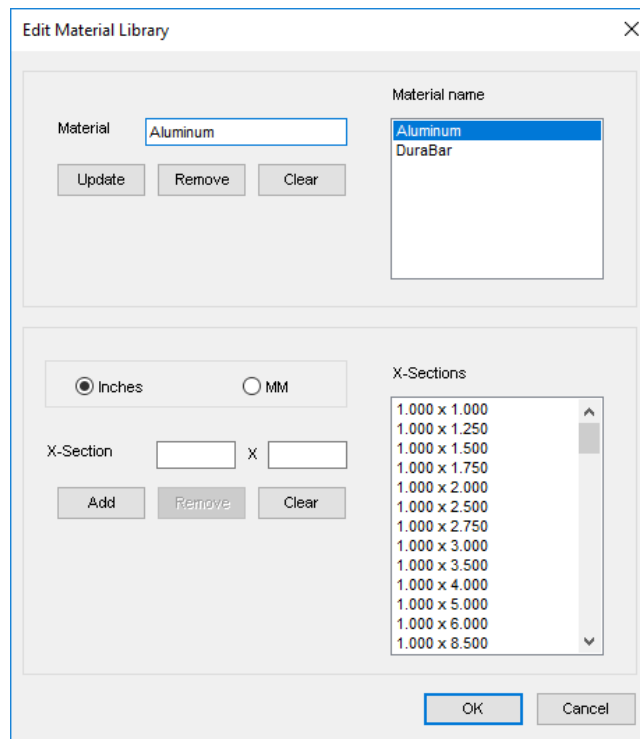 Edit Material Library
Material name
Material
Aluminum
Aluminum
DuraBar
Update
Remove
Clear
Inches
MM
X-Sections
X-Section
X
Add
Remove
Clear
1.000 x 1.000
1.000 x 1.250
1.000 x 1.500
1.000 x 1.750
1.000 x 2.000
1.000 x 2.500
1.000 x 2.750
1.000 x 3.000
1.000 x 3.500
1.000 x 4.000
1.000 x 5.000
1.000 x 6.000
1.000 x 8.500
OK
Cancel